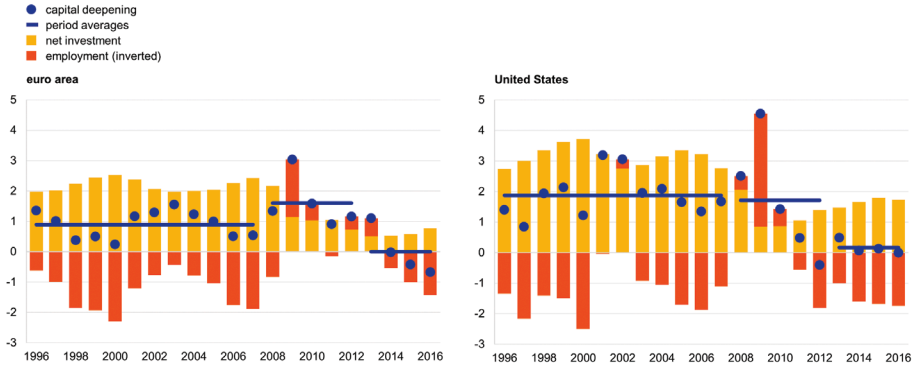 capital deepening
period averages
net investment
employment (inverted)
euro area
United States
5
4
3
2
1
0
-1
-2
-3
1996 1998 2000 2002 2004 2006 2008 2010 2012 2014 2016
5
4
3
2
1
0
-1
-2
-3
1996 1998 2000 2002 2004 2006 2008 2010 2012 2014 2016